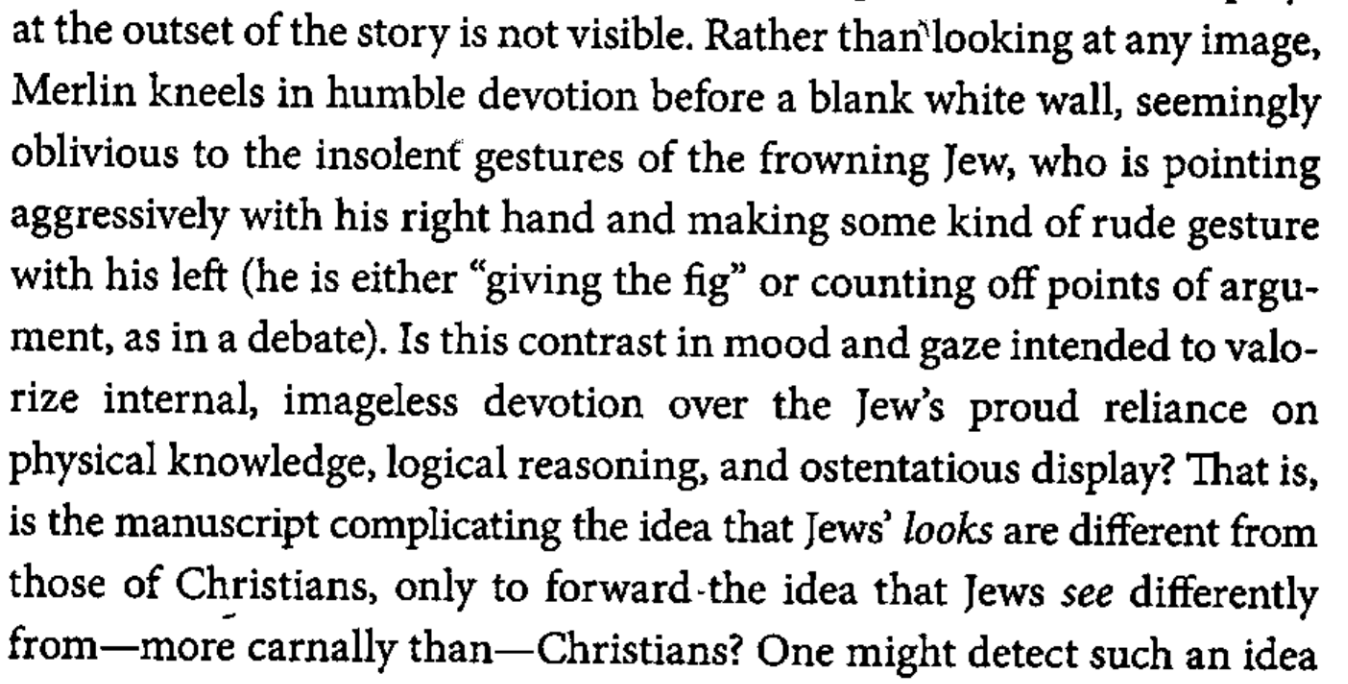 at the outset of the story is not visible. Rather than looking at any image,
Merlin kneels in humble devotion before a blank white wall, seemingly
oblivious to the insolent gestures of the frowning Jew, who is pointing
aggressively with his right hand and making some kind of rude gesture
with his left (he is either “giving the fig” or counting off points of argu-
ment, as in a debate). Is this contrast in mood and gaze intended to valo-
rize internal, imageless devotion over the Jew’s proud reliance on
physical knowledge, logical reasoning, and ostentatious display? That is,
is the manuscript complicating the idea that Jews’ looks are different from
those of Christians, only to forward the idea that Jews see differently
from—more carnally than—Christians? One might detect such an idea